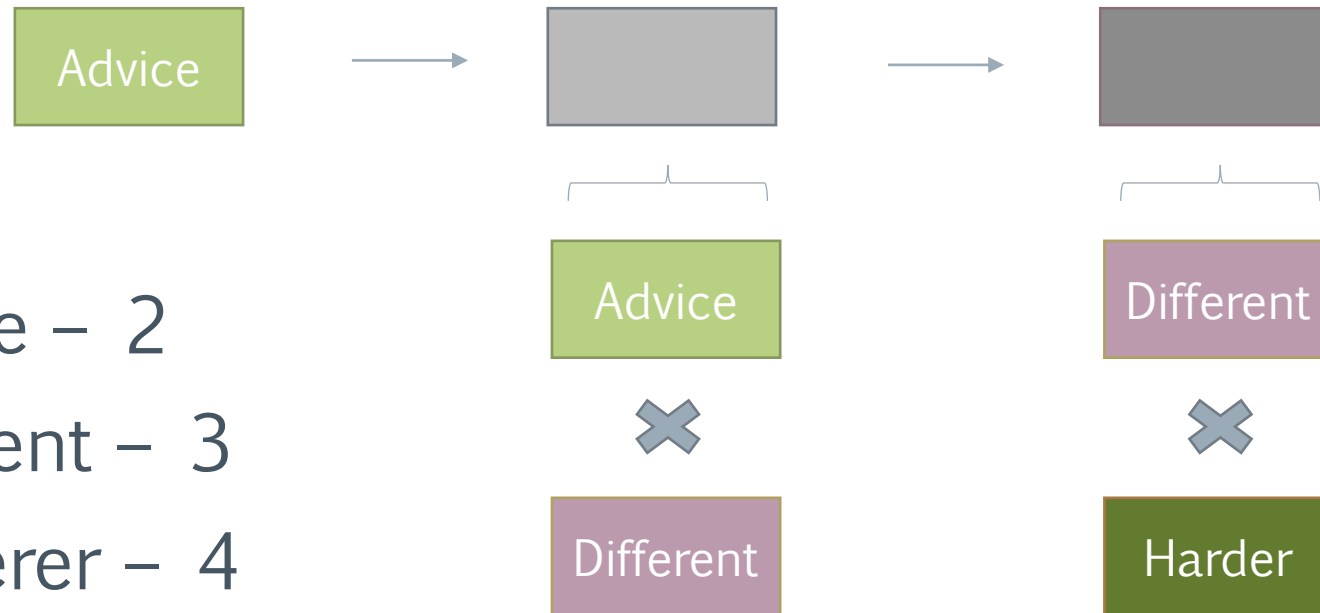 Advice
Advice
Different
e – 2
ent – 3
erer – 4
Different
Harder